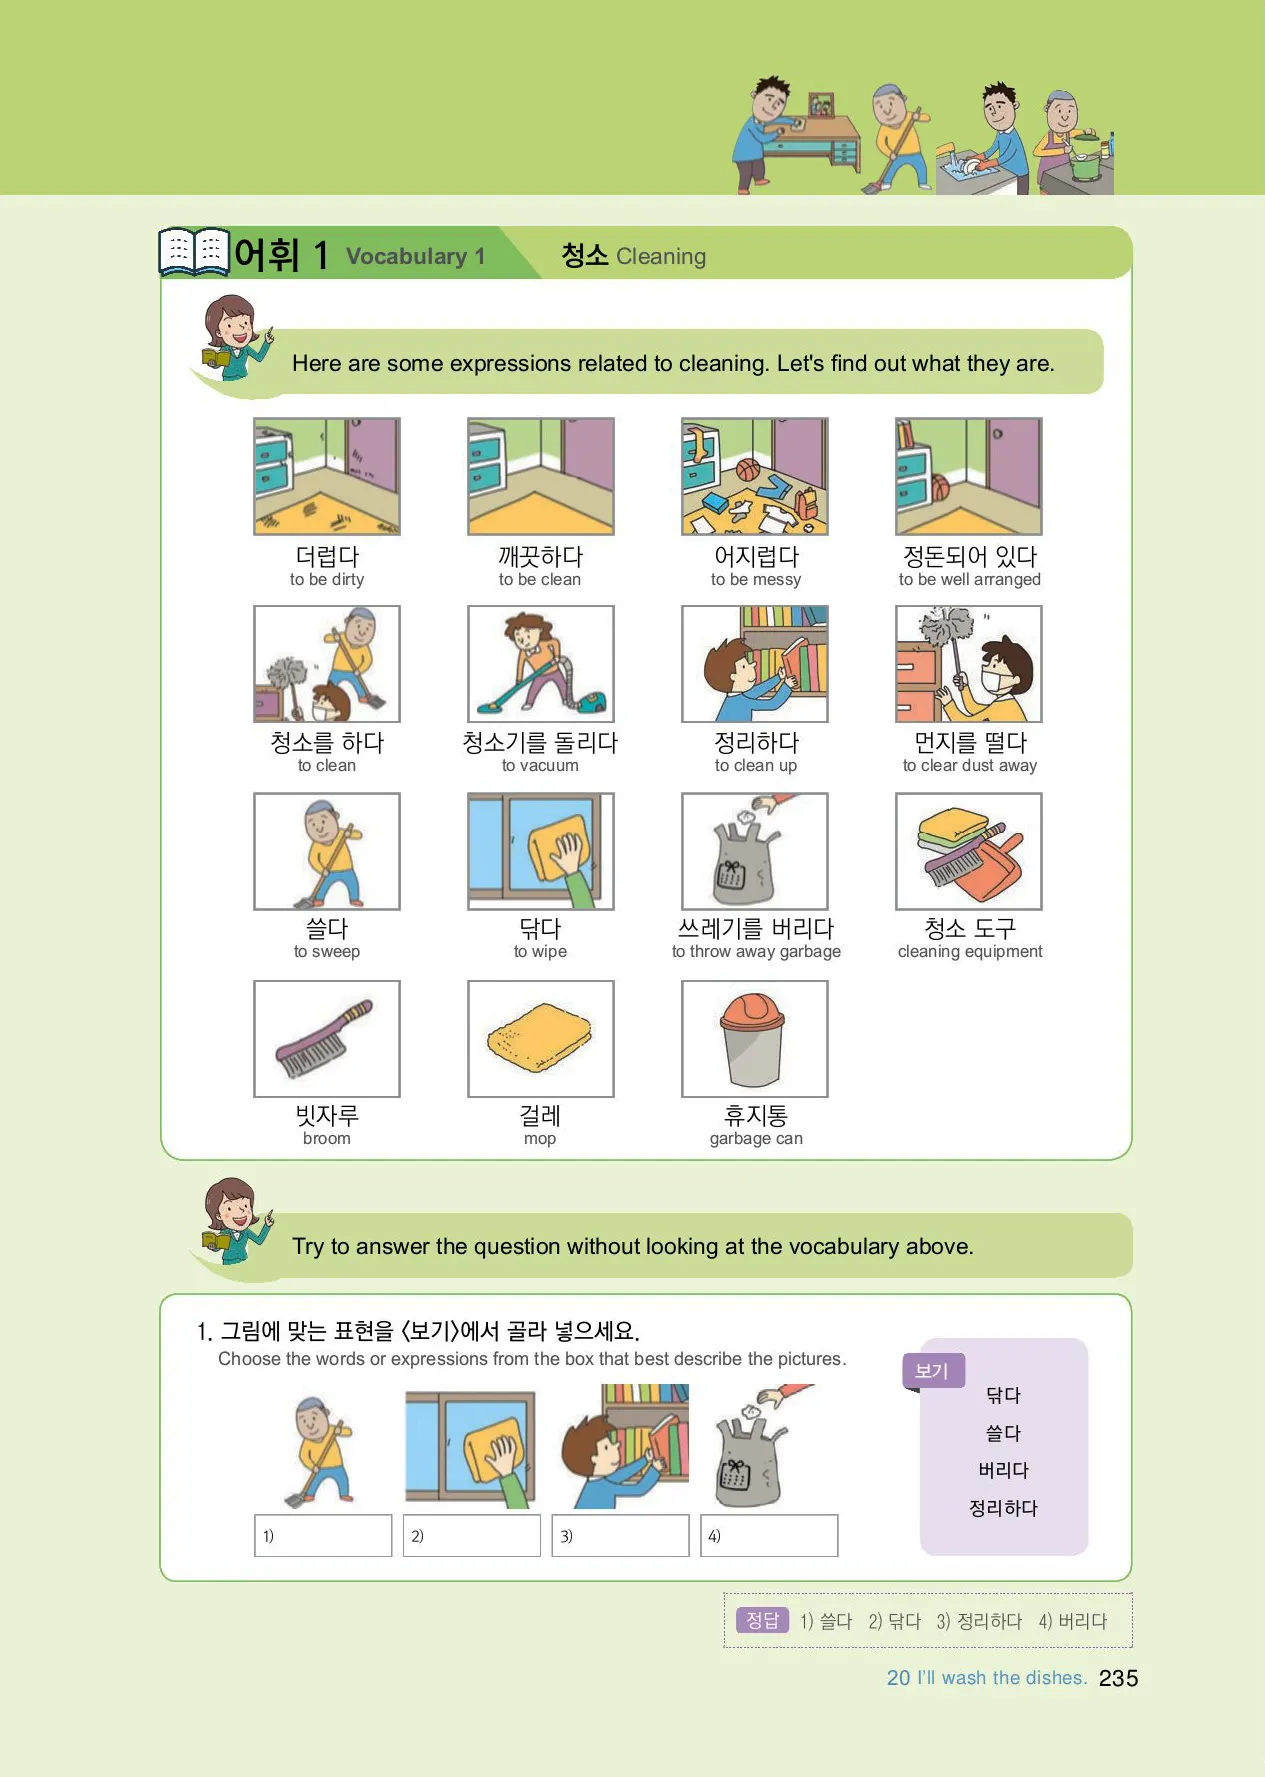 어휘 1 Vocabulary 1 청소 Cleaning
Here are some expressions related to cleaning. Let's find out what they are.
더럽다 깨끗하다 어지럽다 정돈되어 있다
to be dirty to be clean to be messy to be well arranged
청소를 하다 청소기를 돌리다 정리하다 먼지를 떨다
to clean to vacuum to clean up to clear dust away
쓸다 닦다 쓰레기를 버리다 청소 도구
to sweep to wipe to throw away garbage cleaning equipment
빗자루 걸레 휴지통
broom mop garbage can
Try to answer the question without looking at the vocabulary above.
1. 그림에 맞는 표현을 〈보기〉에서 골라 넣으세요.
Choose the words or expressions from the box that best describe the pictures.
보기
닦다
쓸다
버리다
정리하다
1) 2) 3) 4)
정답 1) 쓸다 2) 닦다 3) 정리하다 4) 버리다
20 I'll wash the dishes. 235